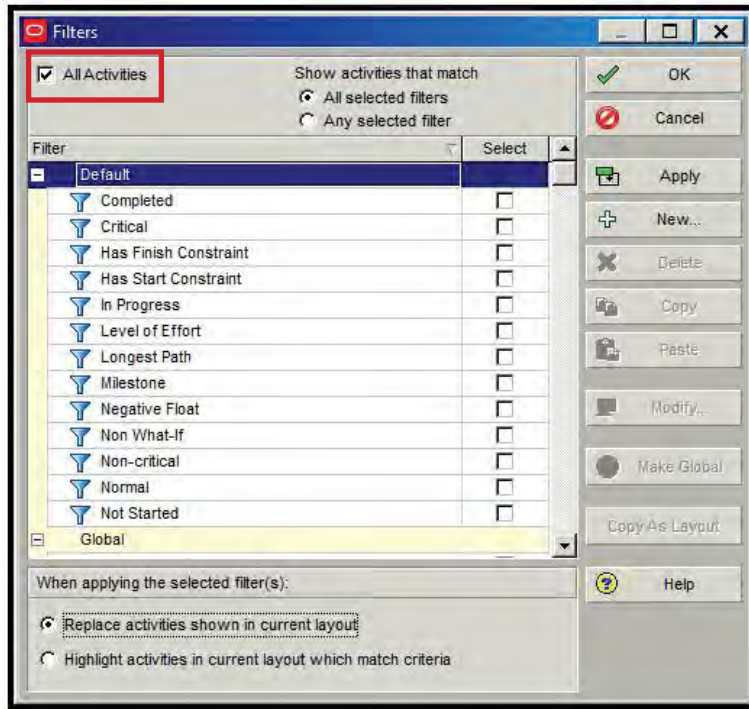 Filters
All Activities
Show activities that match
All selected filters
Any selected filter
OK
Cancel
Filter Select
Default
Completed
Critical
Has Finish Constraint
Has Start Constraint
In Progress
Level of Effort
Longest Path
Milestone
Negative Float
Non What-If
Non-critical
Normal
Not Started
Global
Apply
New...
Delete
Copy
Paste
Modify...
Make Global
Copy As Layout
Help
When applying the selected filter(s):
Replace activities shown in current layout
Highlight activities in current layout which match criteria